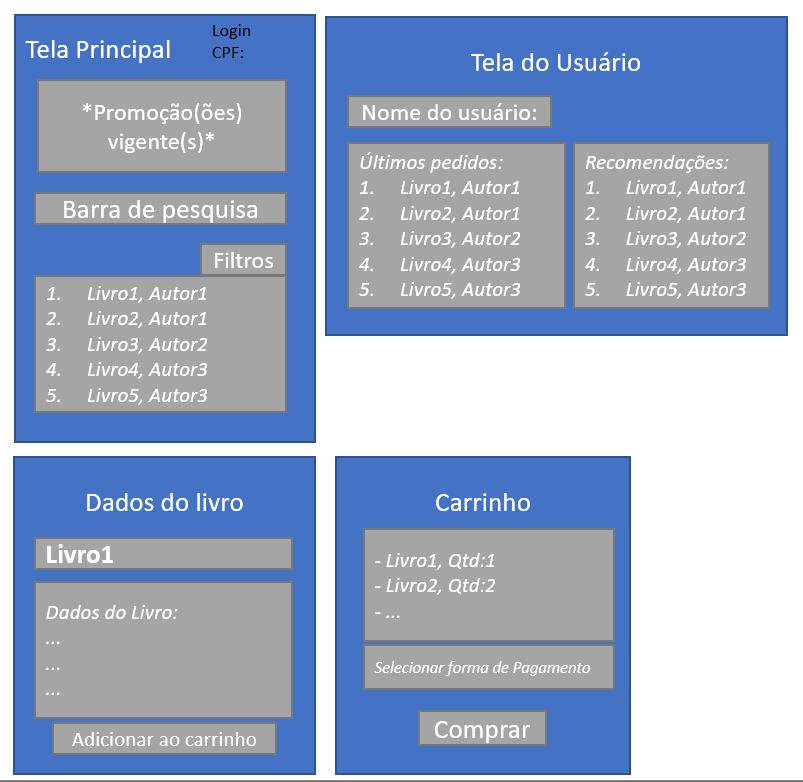 Tela Principal
Login
CPF:
*Promoção(ões)
vigente(s)*
Barra de pesquisa
Filtros
1. Livro1, Autor1
2. Livro2, Autor1
3. Livro3, Autor2
4. Livro4, Autor3
5. Livro5, Autor3
Tela do Usuário
Nome do usuário:
Últimos pedidos:
1. Livro1, Autor1
2. Livro2, Autor1
3. Livro3, Autor2
4. Livro4, Autor3
5. Livro5, Autor3
Recomendações:
1. Livro1, Autor1
2. Livro2, Autor1
3. Livro3, Autor2
4. Livro4, Autor3
5. Livro5, Autor3
Dados do livro
Livro1
Dados do Livro:
...
...
...
Adicionar ao carrinho
Carrinho
- Livro1, Qtd:1
- Livro2, Qtd:2
- ...
Selecionar forma de Pagamento
Comprar